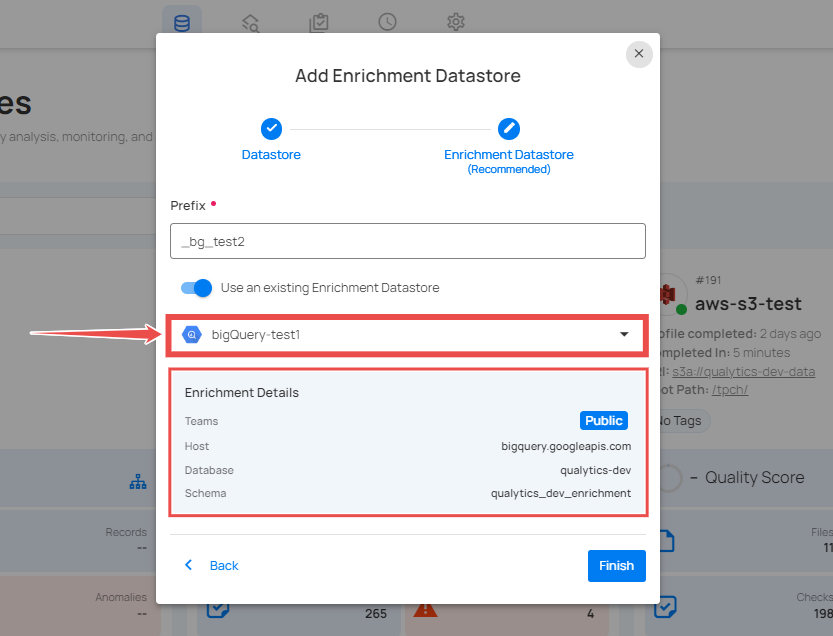 Add Enrichment Datastore
es
y analysis, monitoring, and
Datastore
Enrichment Datastore
(Recommended)
Prefix •
_bg_test2
Use an existing Enrichment Datastore
bigQuery-test1
Enrichment Details
Teams Public
Host bigquery.googleapis.com
Database qualytics-dev
Schema qualytics_dev_enrichment
Back
Finish
#191
aws-s3-test
ofile completed: 2 days ago
mpleted In: 5 minutes
I: s3a://qualytics-dev-data
ot Path: /tpch/
No Tags
– Quality Score
Records
--
Files
11
Anomalies
--
265
4
Checks
198